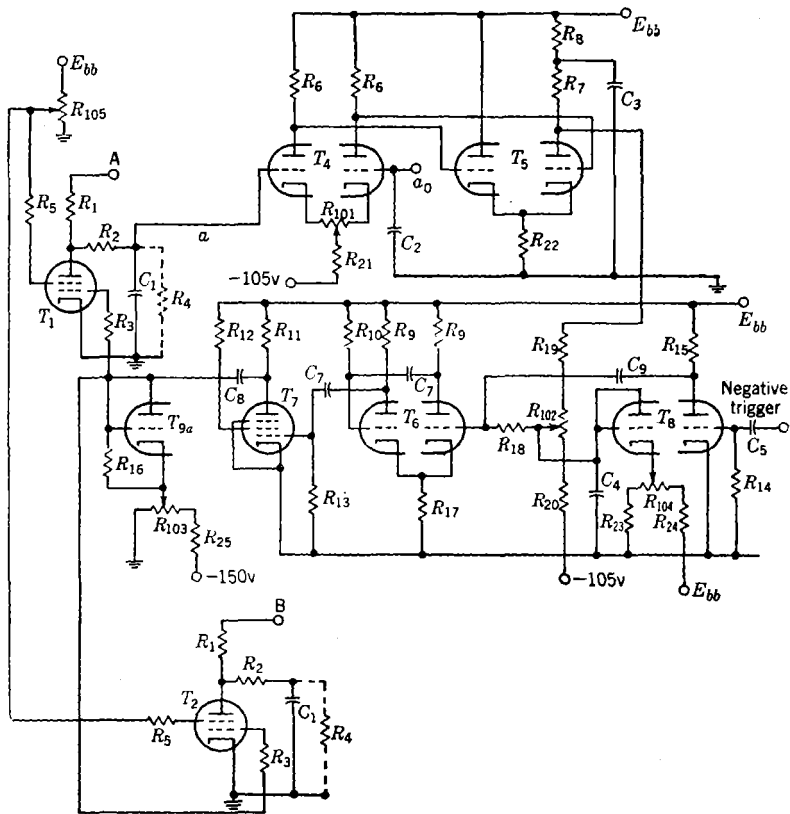 E_bb
R_8
E_bb
R_6
R_6
R_7
C_3
R_105
A
T_4
T_5
a_0
R_5
R_1
R_2
a
R_101
C_2
R_22
R_21
-105v
C_1
R_4
T_1
R_3
E_bb
R_12
R_11
R_10
R_9
R_9
R_19
R_15
C_9
C_8
T_7
C_7
C_7
Negative
trigger
T_9a
T_6
R_102
T_8
C_5
R_18
R_16
C_4
R_14
R_13
R_17
R_20
R_104
R_103
R_23
R_24
R_25
-150v
-105v
E_bb
B
R_1
R_2
T_2
C_1
R_4
R_5
R_3